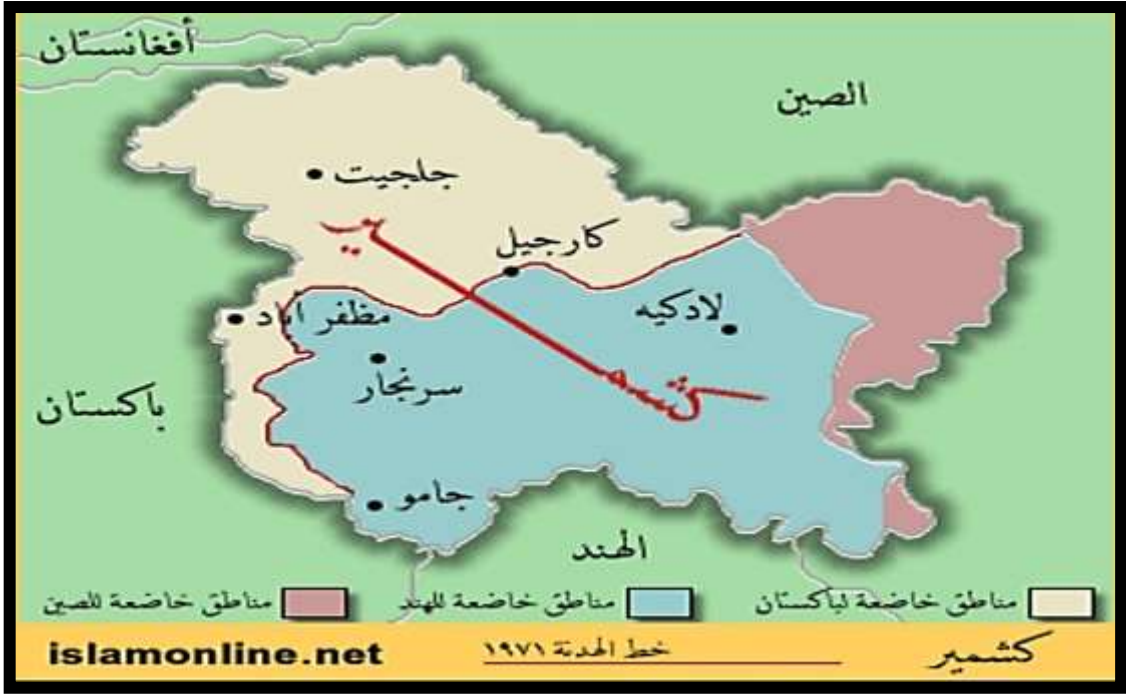 أفغانستان
الصين
جلجيت
كارجيل
لادكيه
مظفر أباد
سرنجار
كشمير
باكستان
جامو
الهند
مناطق خاضعة لباكستان
مناطق خاضعة للهند
مناطق خاضعة للصين
كشمير
خط الهدنة ١٩٧١
islamonline.net